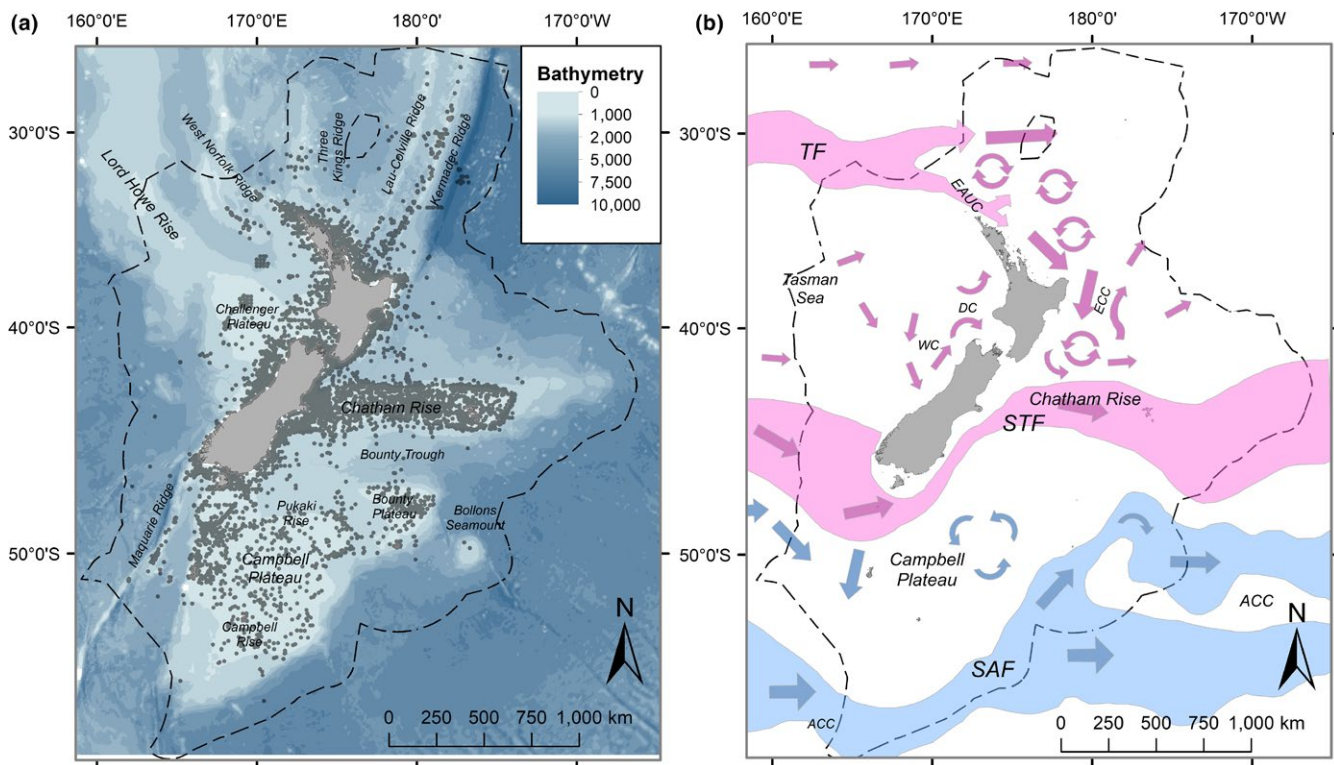 (a)
160°0'E
170°0'E
180°0'
170°0'W
30°0'S
40°0'S
50°0'S
Bathymetry
0
1,000
2,000
5,000
7,500
10,000
Lord Howe Rise
West Norfolk Ridge
Three
Kings Ridge
Lau-Colville Ridge
Kermadec Ridge
Challenger
Plateau
Chatham Rise
Bounty Trough
Pukaki
Rise
Bounty
Plateau
Bollons
Seamount
Maquarie Ridge
Campbell
Plateau
Campbell
Rise
N
0 250 500 750 1,000 km
(b)
160°0'E
170°0'E
180°0'
170°0'W
30°0'S
40°0'S
50°0'S
TF
EAUC
Tasman
Sea
DC
ECC
WC
Chatham Rise
STF
Campbell
Plateau
ACC
SAF
ACC
N
0 250 500 750 1,000 km